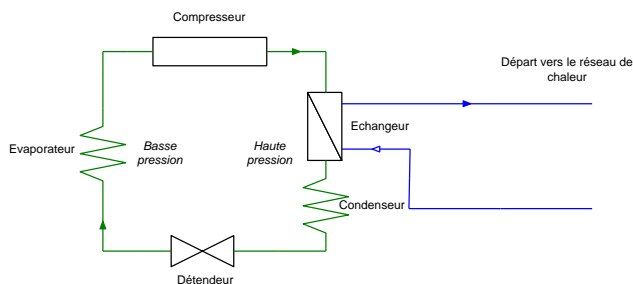 Compresseur
Départ vers le réseau de
chaleur
Echangeur
Evaporateur
Basse
pression
Haute
pression
Condenseur
Détendeur